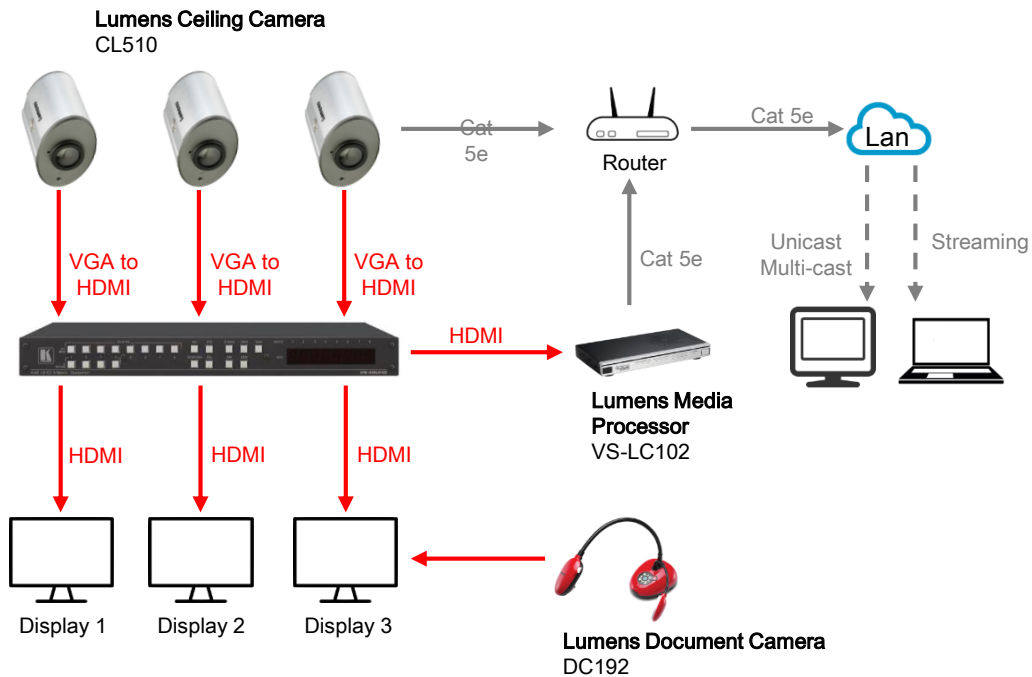 Lumens Ceiling Camera
CL510
Cat
5e
Router
Cat 5e
Lan
VGA to
HDMI
VGA to
HDMI
VGA to
HDMI
Cat 5e
Unicast
Multi-cast
Streaming
K
HDMI
Lumens Media
Processor
VS-LC102
HDMI
HDMI
HDMI
Display 1
Display 2
Display 3
Lumens Document Camera
DC192